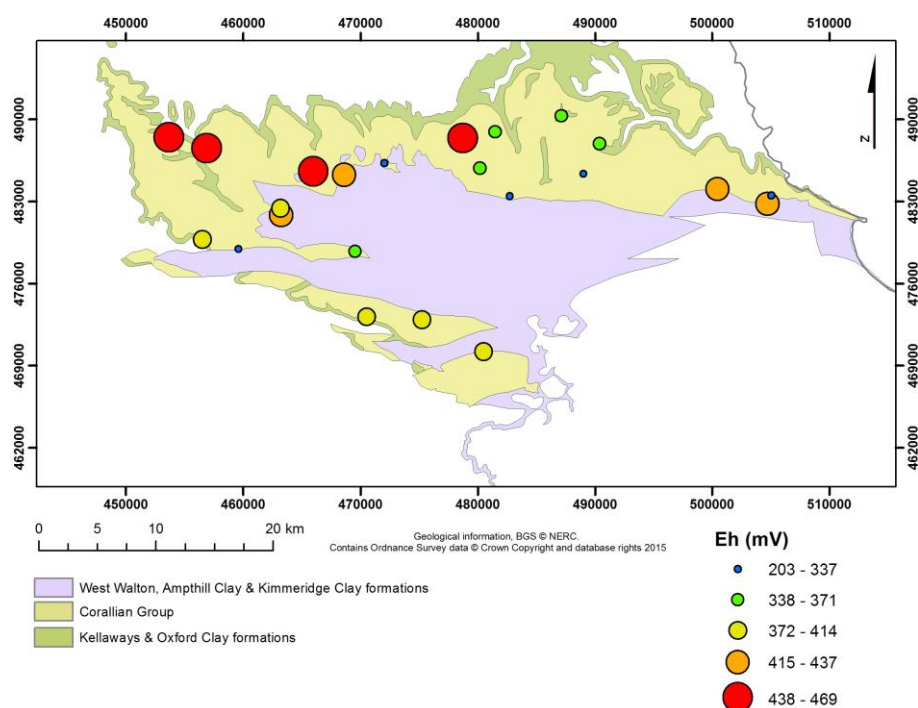 450000 460000 470000 480000 490000 500000 510000
490000 490000
483000 483000
476000 476000
469000 469000
462000 462000
N
450000 460000 470000 480000 490000 500000 510000
0 5 10 20 km
Geological information, BGS © NERC.
Contains Ordnance Survey data © Crown Copyright and database rights 2015
West Walton, Ampthill Clay & Kimmeridge Clay formations
Corallian Group
Kellaways & Oxford Clay formations
Eh (mV)
203 - 337
338 - 371
372 - 414
415 - 437
438 - 469